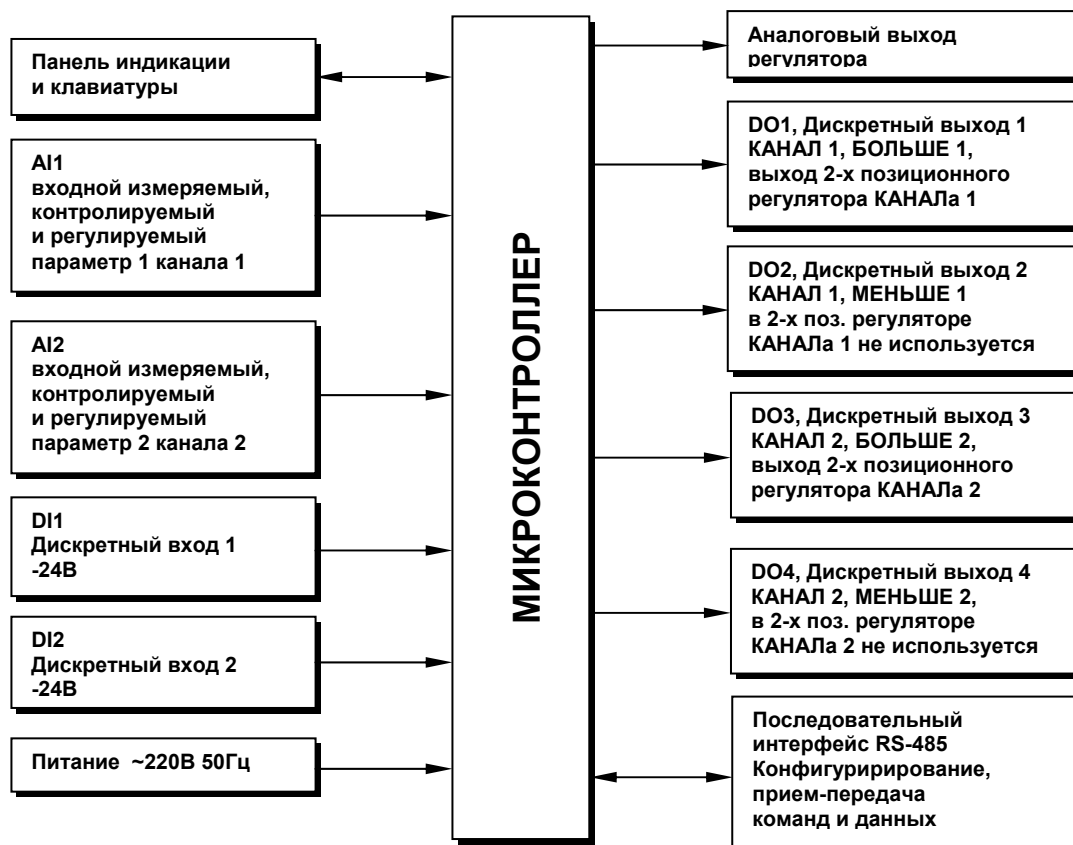 Панель индикации
и клавиатуры
AI1
входной измеряемый,
контролируемый
и регулируемый
параметр 1 канала 1
AI2
входной измеряемый,
контролируемый
и регулируемый
параметр 2 канала 2
DI1
Дискретный вход 1
-24В
DI2
Дискретный вход 2
-24В
Питание ~220В 50Гц
МИКРОКОНТРОЛЛЕР
Аналоговый выход
регулятора
DO1, Дискретный выход 1
КАНАЛ 1, БОЛЬШЕ 1,
выход 2-х позиционного
регулятора КАНАЛа 1
DO2, Дискретный выход 2
КАНАЛ 1, МЕНЬШЕ 1
в 2-х поз. регуляторе
КАНАЛа 1 не используется
DO3, Дискретный выход 3
КАНАЛ 2, БОЛЬШЕ 2,
выход 2-х позиционного
регулятора КАНАЛа 2
DO4, Дискретный выход 4
КАНАЛ 2, МЕНЬШЕ 2,
в 2-х поз. регуляторе
КАНАЛа 2 не используется
Последовательный
интерфейс RS-485
Конфигуририрование,
прием-передача
команд и данных